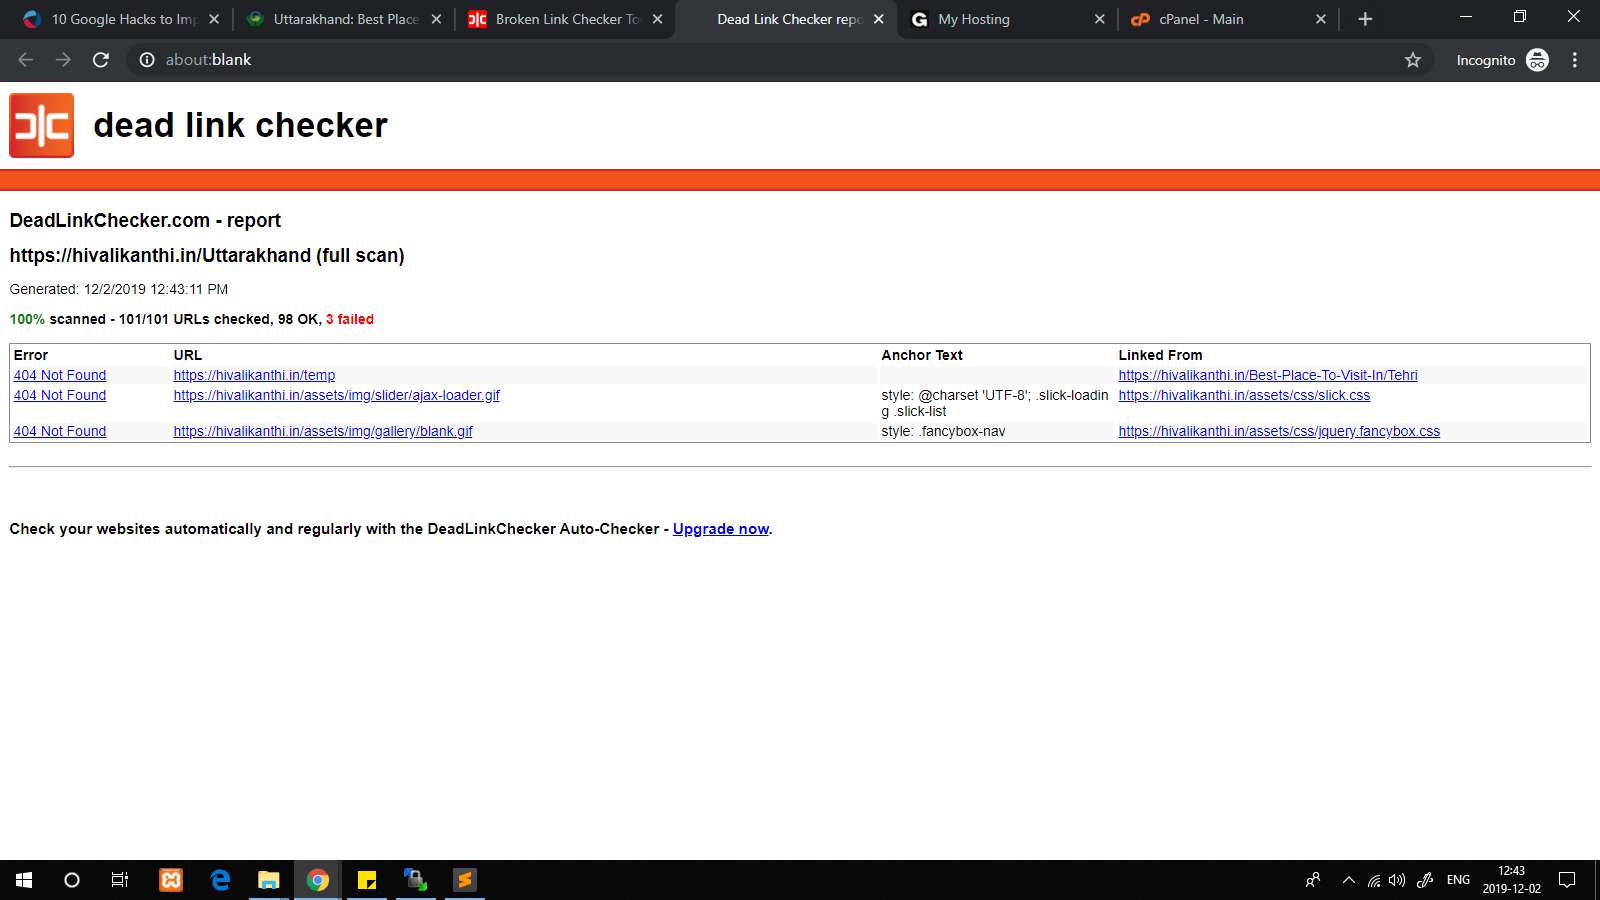 10 Google Hacks to Imp
Uttarakhand: Best Place
Broken Link Checker To
Dead Link Checker repo
My Hosting
cPanel - Main
about:blank
Incognito
dead link checker
DeadLinkChecker.com - report
https://hivalikanthi.in/Uttarakhand (full scan)
Generated: 12/2/2019 12:43:11 PM
100% scanned - 101/101 URLs checked, 98 OK, 3 failed
Error URL Anchor Text Linked From
404 Not Found https://hivalikanthi.in/temp https://hivalikanthi.in/Best-Place-To-Visit-In/Tehri
404 Not Found https://hivalikanthi.in/assets/img/slider/ajax-loader.gif style: @charset 'UTF-8'; .slick-loadin https://hivalikanthi.in/assets/css/slick.css
g .slick-list
404 Not Found https://hivalikanthi.in/assets/img/gallery/blank.gif style: .fancybox-nav https://hivalikanthi.in/assets/css/jquery.fancybox.css
Check your websites automatically and regularly with the DeadLinkChecker Auto-Checker - Upgrade now.
ENG
12:43
2019-12-02